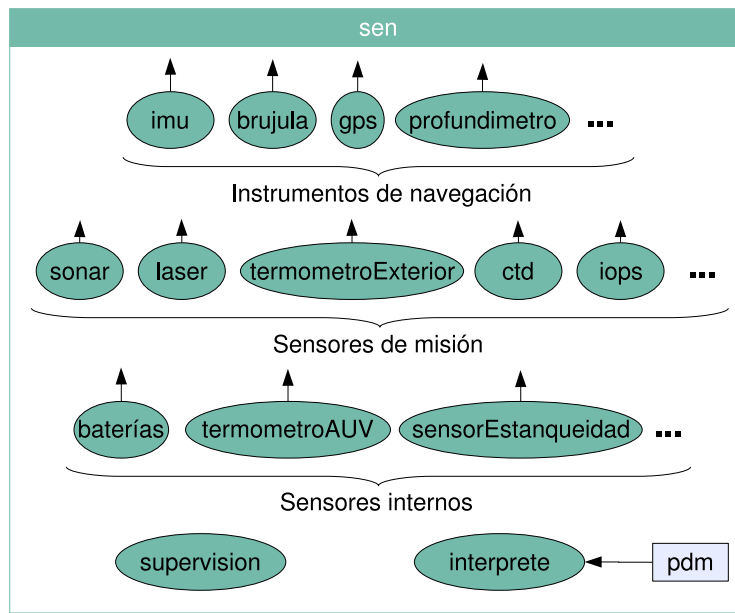 sen
imu brujula gps profundimetro ...
Instrumentos de navegación
sonar laser termometroExterior ctd iops ...
Sensores de misión
baterías termometroAUV sensorEstanqueidad ...
Sensores internos
supervision interprete pdm